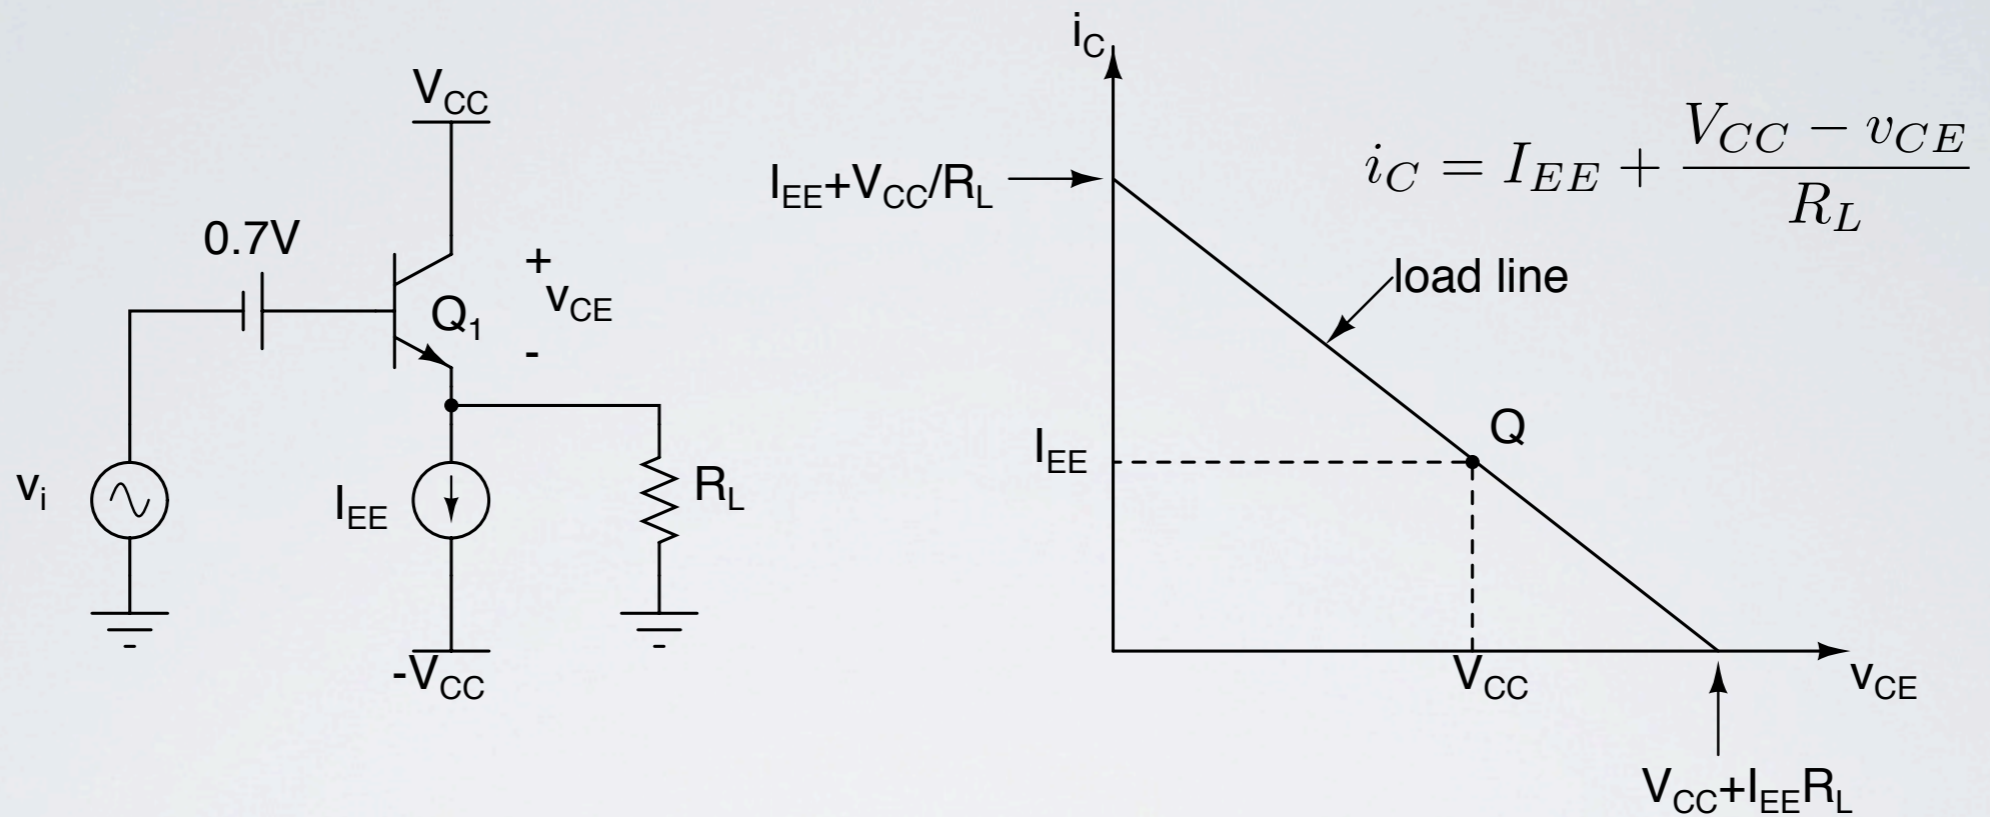 V_CC
0.7V
Q_1
+
v_CE
-
v_i
I_EE
R_L
-V_CC
i_C
i_C = I_EE + \frac{V_CC − v_CE}{R_L}
I_EE+V_CC/R_L
load line
Q
I_EE
V_CC
v_CE
V_CC+I_EER_L